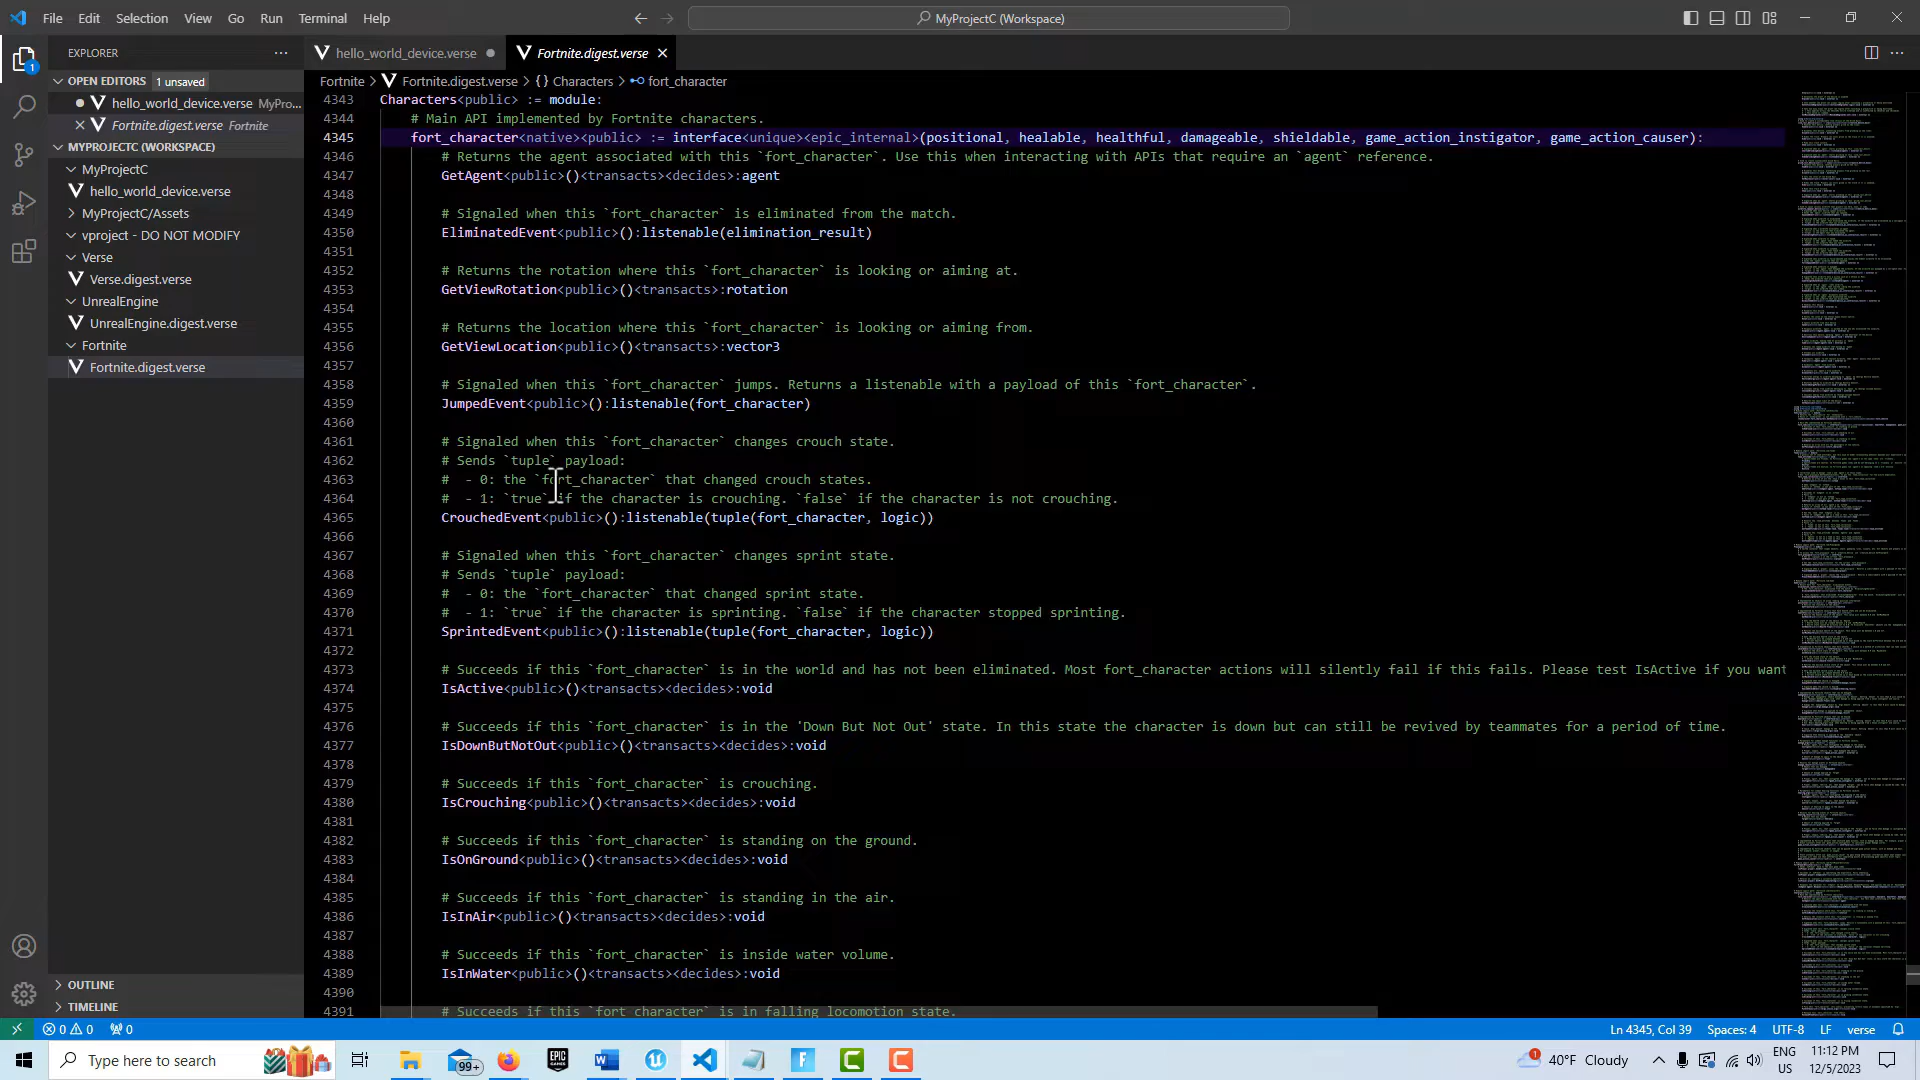 File Edit Selection View Go Run Terminal Help
MyProjectC (Workspace)
EXPLORER
hello_world_device.verse
Fortnite.digest.verse
OPEN EDITORS 1 unsaved
hello_world_device.verse MyPro...
Fortnite.digest.verse Fortnite
MYPROJECTC (WORKSPACE)
MyProjectC
hello_world_device.verse
MyProjectC/Assets
vproject - DO NOT MODIFY
Verse
Verse.digest.verse
UnrealEngine
UnrealEngine.digest.verse
Fortnite
Fortnite.digest.verse
OUTLINE
TIMELINE
Fortnite > Fortnite.digest.verse > {} Characters > fort_character
4343 Characters<public> := module:
4344 # Main API implemented by Fortnite characters.
4345 fort_character<native><public> := interface<unique><epic_internal>(positional, healable, healthful, damageable, shieldable, game_action_instigator, game_action_causer):
4346 # Returns the agent associated with this `fort_character`. Use this when interacting with APIs that require an `agent` reference.
4347 GetAgent<public>()<transacts><decides>:agent
4348
4349 # Signaled when this `fort_character` is eliminated from the match.
4350 EliminatedEvent<public>():listenable(elimination_result)
4351
4352 # Returns the rotation where this `fort_character` is looking or aiming at.
4353 GetViewRotation<public>()<transacts>:rotation
4354
4355 # Returns the location where this `fort_character` is looking or aiming from.
4356 GetViewLocation<public>()<transacts>:vector3
4357
4358 # Signaled when this `fort_character` jumps. Returns a listenable with a payload of this `fort_character`.
4359 JumpedEvent<public>():listenable(fort_character)
4360
4361 # Signaled when this `fort_character` changes crouch state.
4362 # Sends `tuple` payload:
4363 #  - 0: the `fort_character` that changed crouch states.
4364 #  - 1: `true` if the character is crouching. `false` if the character is not crouching.
4365 CrouchedEvent<public>():listenable(tuple(fort_character, logic))
4366
4367 # Signaled when this `fort_character` changes sprint state.
4368 # Sends `tuple` payload:
4369 #  - 0: the `fort_character` that changed sprint state.
4370 #  - 1: `true` if the character is sprinting. `false` if the character stopped sprinting.
4371 SprintedEvent<public>():listenable(tuple(fort_character, logic))
4372
4373 # Succeeds if this `fort_character` is in the world and has not been eliminated. Most fort_character actions will silently fail if this fails. Please test IsActive if you want
4374 IsActive<public>()<transacts><decides>:void
4375
4376 # Succeeds if this `fort_character` is in the 'Down But Not Out' state. In this state the character is down but can still be revived by teammates for a period of time.
4377 IsDownButNotOut<public>()<transacts><decides>:void
4378
4379 # Succeeds if this `fort_character` is crouching.
4380 IsCrouching<public>()<transacts><decides>:void
4381
4382 # Succeeds if this `fort_character` is standing on the ground.
4383 IsOnGround<public>()<transacts><decides>:void
4384
4385 # Succeeds if this `fort_character` is standing in the air.
4386 IsInAir<public>()<transacts><decides>:void
4387
4388 # Succeeds if this `fort_character` is inside water volume.
4389 IsInWater<public>()<transacts><decides>:void
4390
4391 # Succeeds if this `fort_character` is in falling locomotion state.
0 0 0
Ln 4345, Col 39 Spaces: 4 UTF-8 LF verse
Type here to search
99+
EPIC GAMES
40°F Cloudy
ENG
US
11:12 PM
12/5/2023